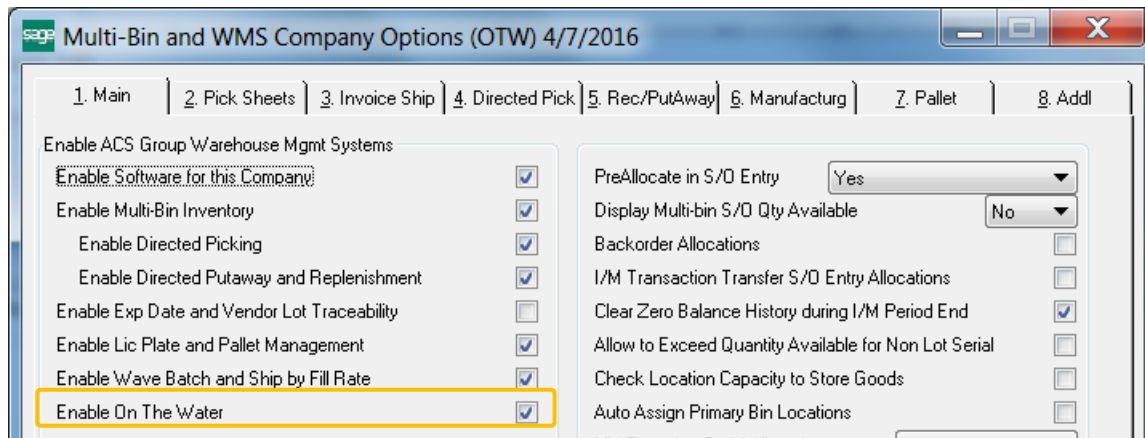 sage Multi-Bin and WMS Company Options (OTW) 4/7/2016
1. Main 2. Pick Sheets 3. Invoice Ship 4. Directed Pick 5. Rec/PutAway 6. Manufacturg 7. Pallet 8. Addl
Enable ACS Group Warehouse Mgmt Systems
Enable Software for this Company
Enable Multi-Bin Inventory
Enable Directed Picking
Enable Directed Putaway and Replenishment
Enable Exp Date and Vendor Lot Traceability
Enable Lic Plate and Pallet Management
Enable Wave Batch and Ship by Fill Rate
Enable On The Water
PreAllocate in S/O Entry Yes
Display Multi-bin S/O Qty Available No
Backorder Allocations
I/M Transaction Transfer S/O Entry Allocations
Clear Zero Balance History during I/M Period End
Allow to Exceed Quantity Available for Non Lot Serial
Check Location Capacity to Store Goods
Auto Assign Primary Bin Locations